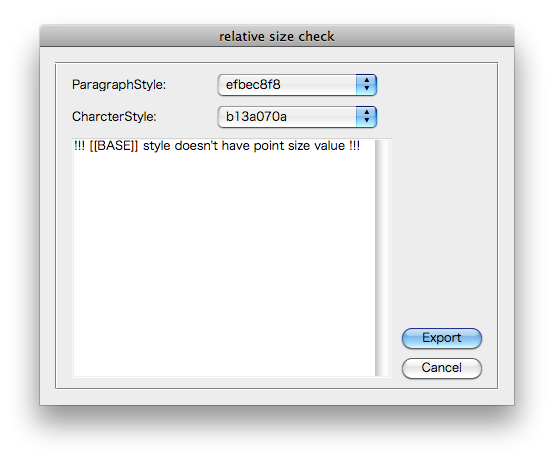 relative size check
ParagraphStyle:
efbec8f8
CharcterStyle:
b13a070a
!!! [[BASE]] style doesn't have point size value !!!
Export
Cancel